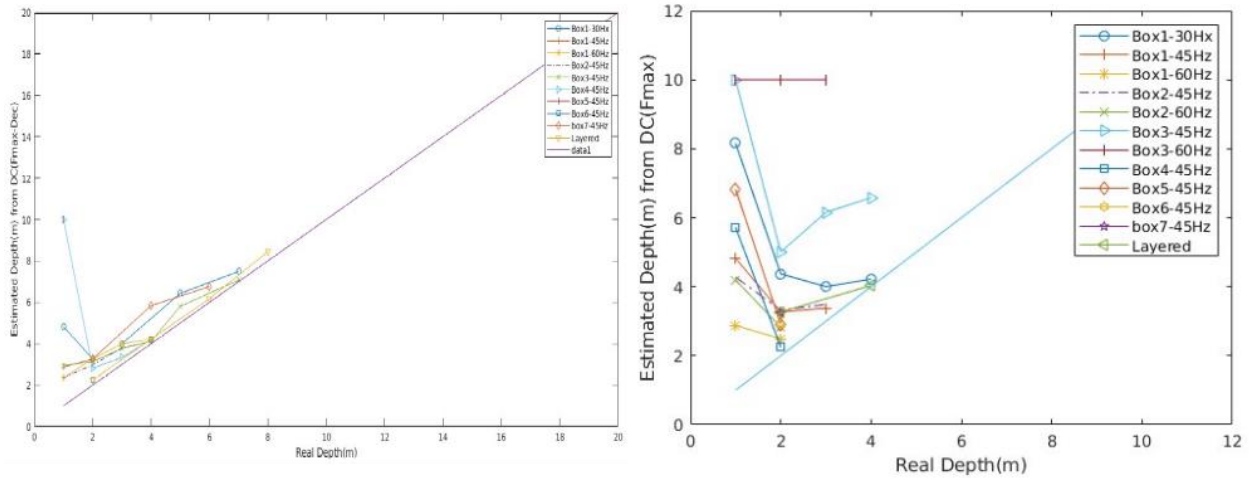 Estimated Depth(m) from DC(Fmax-Dec)
20
18
16
14
12
10
8
6
4
2
0
0 2 4 6 8 10 12 14 16 18 20
Real Depth(m)
Box1-30Hx
Box1-45Hz
Box1-60Hz
Box2-45Hz
Box3-45Hz
Box4-45Hz
Box5-45Hz
Box6-45Hz
box7-45Hz
Layered
data1
Estimated Depth(m) from DC(Fmax)
12
10
8
6
4
2
0
0 2 4 6 8 10 12
Real Depth(m)
Box1-30Hx
Box1-45Hz
Box1-60Hz
Box2-45Hz
Box2-60Hz
Box3-45Hz
Box3-60Hz
Box4-45Hz
Box5-45Hz
Box6-45Hz
box7-45Hz
Layered